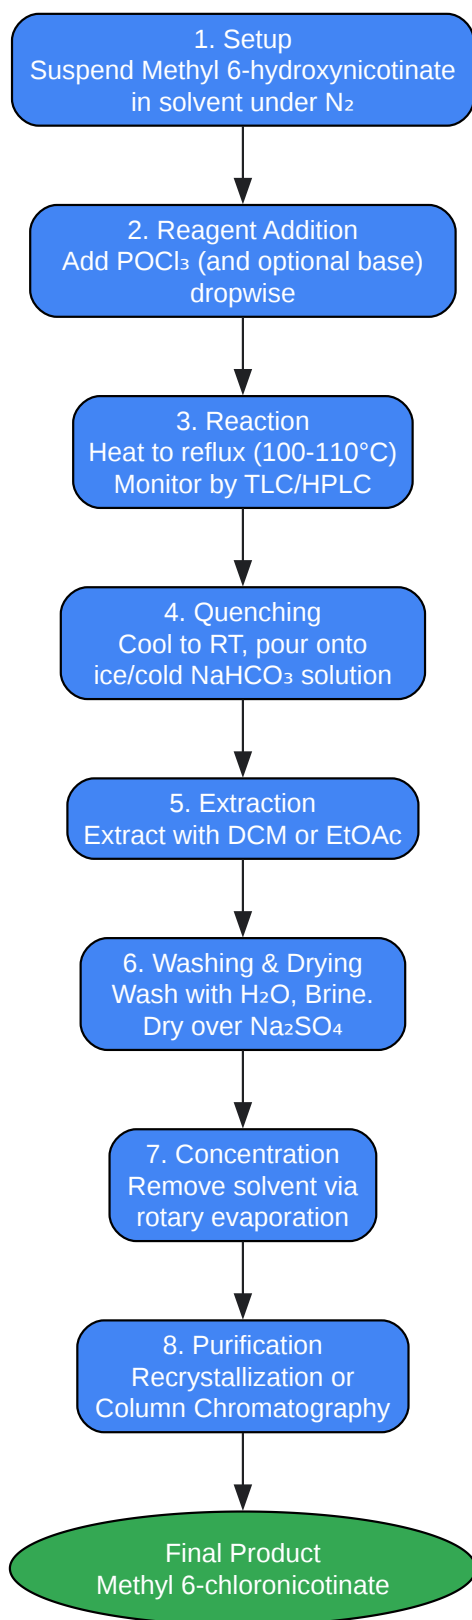 1. Setup
Suspend Methyl 6-hydroxynicotinate
in solvent under N₂
2. Reagent Addition
Add POCl₃ (and optional base)
dropwise
3. Reaction
Heat to reflux (100-110°C)
Monitor by TLC/HPLC
4. Quenching
Cool to RT, pour onto
ice/cold NaHCO₃ solution
5. Extraction
Extract with DCM or EtOAc
6. Washing & Drying
Wash with H₂O, Brine.
Dry over Na₂SO₄
7. Concentration
Remove solvent via
rotary evaporation
8. Purification
Recrystallization or
Column Chromatography
Final Product
Methyl 6-chloronicotinate